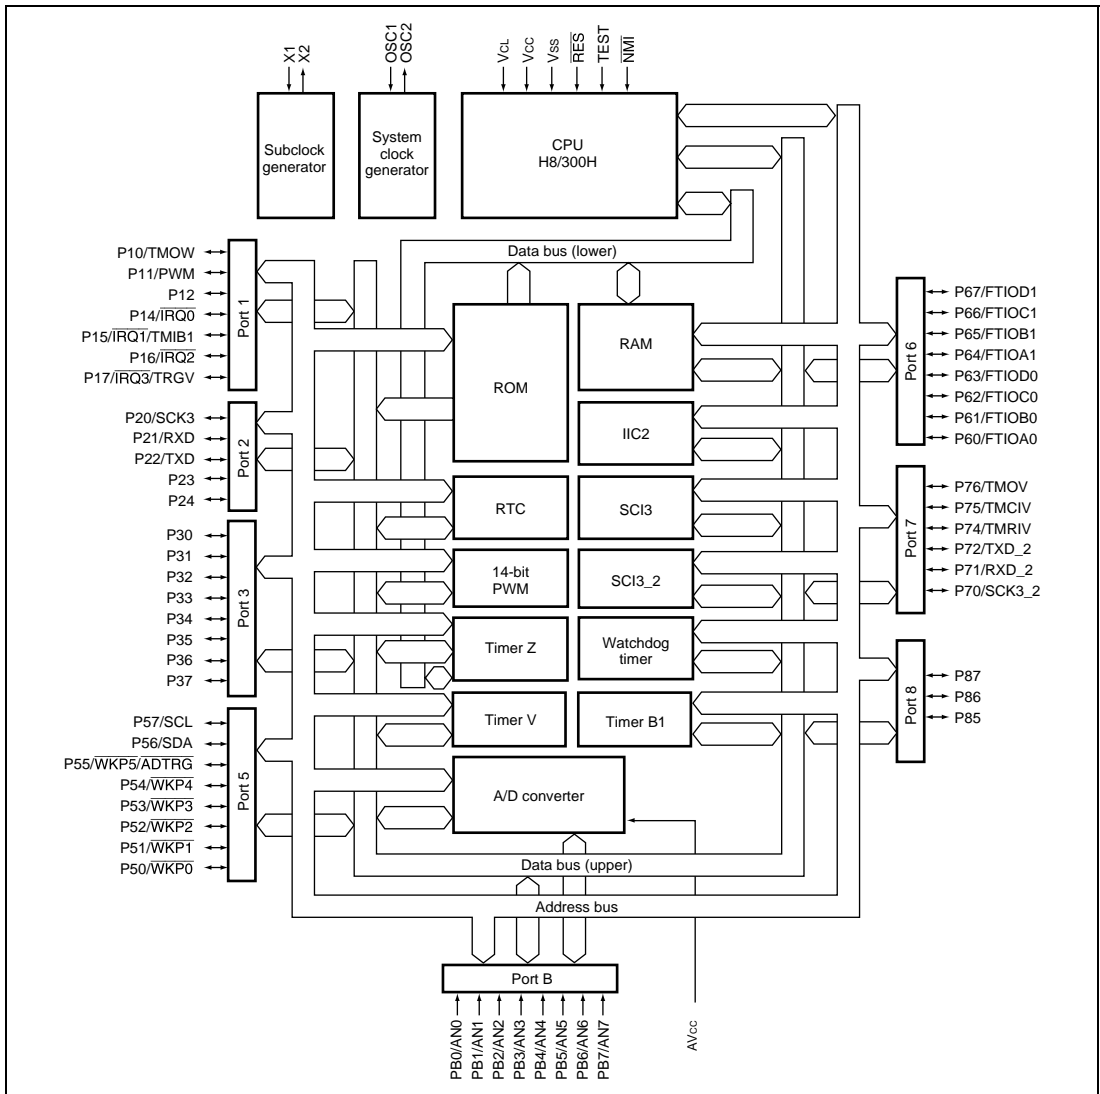 X1
X2
OSC1
OSC2
VCL
VCC
VSS
RES
TEST
NMI
Subclock
generator
System
clock
generator
CPU
H8/300H
Data bus (lower)
P10/TMOW
P11/PWM
P12
P14/IRQ0
P15/IRQ1/TMIB1
P16/IRQ2
P17/IRQ3/TRGV
Port 1
P20/SCK3
P21/RXD
P22/TXD
P23
P24
Port 2
P30
P31
P32
P33
P34
P35
P36
P37
Port 3
P57/SCL
P56/SDA
P55/WKP5/ADTRG
P54/WKP4
P53/WKP3
P52/WKP2
P51/WKP1
P50/WKP0
Port 5
ROM
RAM
IIC2
RTC
SCI3
14-bit
PWM
SCI3_2
Timer Z
Watchdog
timer
Timer V
Timer B1
A/D converter
Port 6
P67/FTIOD1
P66/FTIOC1
P65/FTIOB1
P64/FTIOA1
P63/FTIOD0
P62/FTIOC0
P61/FTIOB0
P60/FTIOA0
Port 7
P76/TMOV
P75/TMCIV
P74/TMRIV
P72/TXD_2
P71/RXD_2
P70/SCK3_2
Port 8
P87
P86
P85
Data bus (upper)
Address bus
Port B
PB0/AN0
PB1/AN1
PB2/AN2
PB3/AN3
PB4/AN4
PB5/AN5
PB6/AN6
PB7/AN7
AVCC